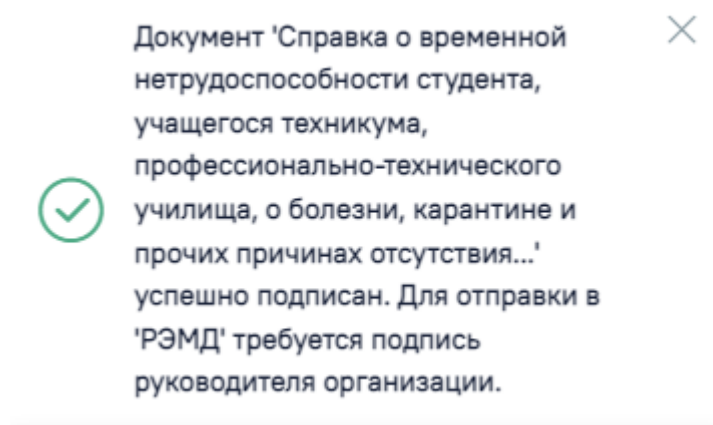 Документ 'Справка о временной
нетрудоспособности студента,
учащегося техникума,
профессионально-технического
училища, о болезни, карантине и
прочих причинах отсутствия...'
успешно подписан. Для отправки в
'РЭМД' требуется подпись
руководителя организации.